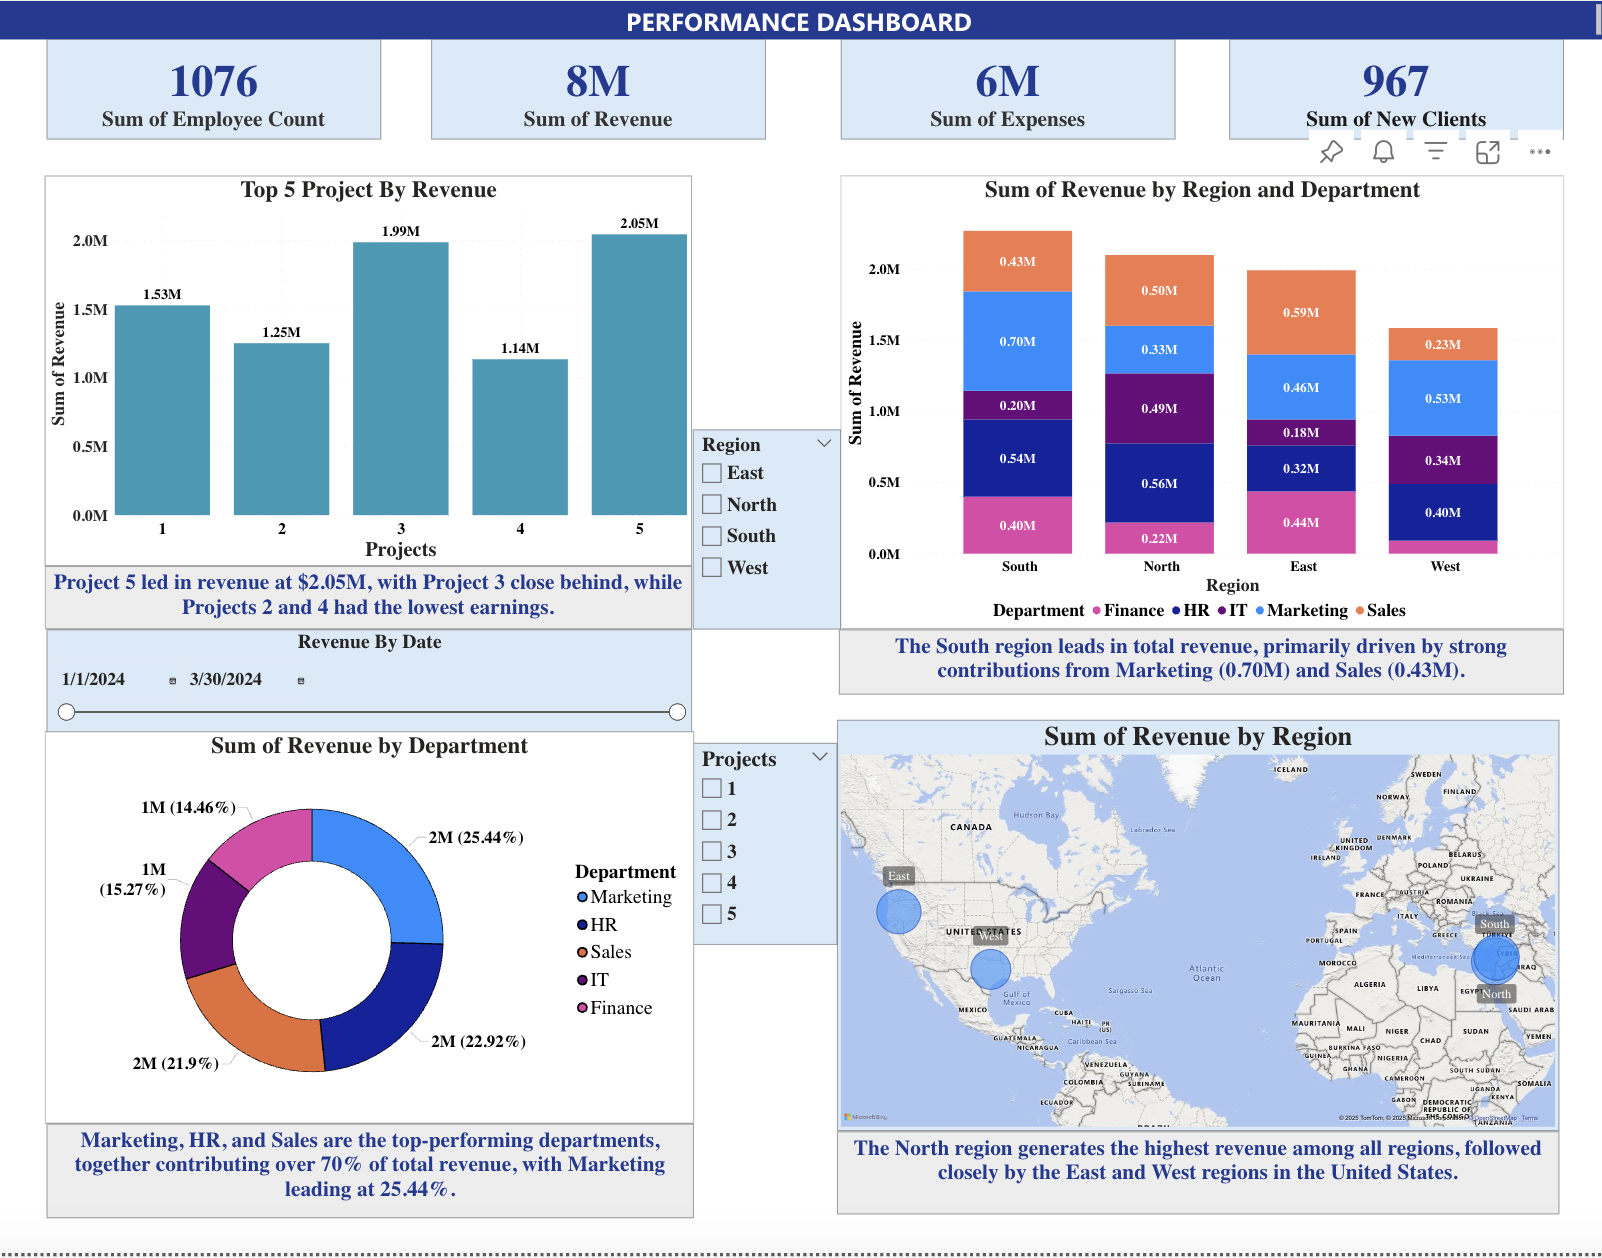 PERFORMANCE DASHBOARD
1076
Sum of Employee Count
8M
Sum of Revenue
6M
Sum of Expenses
967
Sum of New Clients
Top 5 Project By Revenue
Sum of Revenue
2.0M
1.5M
1.0M
0.5M
0.0M
1.53M
1.25M
1.99M
1.14M
2.05M
1 2 3 4 5
Projects
Project 5 led in revenue at $2.05M, with Project 3 close behind, while
Projects 2 and 4 had the lowest earnings.
Region
East
North
South
West
Sum of Revenue by Region and Department
Sum of Revenue
2.0M
1.5M
1.0M
0.5M
0.0M
0.43M
0.70M
0.20M
0.54M
0.40M
0.50M
0.33M
0.49M
0.56M
0.22M
0.59M
0.46M
0.18M
0.32M
0.44M
0.23M
0.53M
0.34M
0.40M
South North East West
Region
Department Finance HR IT Marketing Sales
The South region leads in total revenue, primarily driven by strong
contributions from Marketing (0.70M) and Sales (0.43M).
Revenue By Date
1/1/2024 3/30/2024
Sum of Revenue by Department
1M (14.46%)
2M (25.44%)
1M
(15.27%)
2M (21.9%)
2M (22.92%)
Department
Marketing
HR
Sales
IT
Finance
Marketing, HR, and Sales are the top-performing departments,
together contributing over 70% of total revenue, with Marketing
leading at 25.44%.
Projects
1
2
3
4
5
Sum of Revenue by Region
ICELAND
SWEDEN
FINLAND
NORWAY
Hudson Bay
CANADA
Labrador Sea
UNITED
KINGDOM
DENMARK
IRELAND
BELARUS
POLAND
East
UKRAINE
FRANCE
AUSTRIA
ROMANIA
ITALY
Black Sea
South
UNITED STATES
West
SPAIN
PORTUGAL
GREECE
TÜRKİYE
Mediterranean Sea
SYRIA
IRAQ
MOROCCO
Atlantic
Ocean
ALGERIA
LIBYA
EGYPT
North
Gulf of
Mexico
Sargasso Sea
MEXICO
CUBA
HAITI
PR
(US)
SAUDI ARAB
MAURITANIA
MALI
NIGER
SUDAN
CHAD
YEMEN
GUATEMALA
NICARAGUA
Caribbean Sea
BURKINA FASO
GUINEA
NIGERIA
GHANA
VENEZUELA
GUYANA
SURINAME
COLOMBIA
CAMEROON
SOUTH SUDAN
SOMALIA
UGANDA
KENYA
GABON
DEMOCRATIC
REPUBLIC OF
THE CONGO
ECUADOR
TANZANIA
BRAZIL
Microsoft Bing
© 2025 TomTom, © 2025 Microsoft Corporation, © OpenStreetMap Terms
The North region generates the highest revenue among all regions, followed
closely by the East and West regions in the United States.